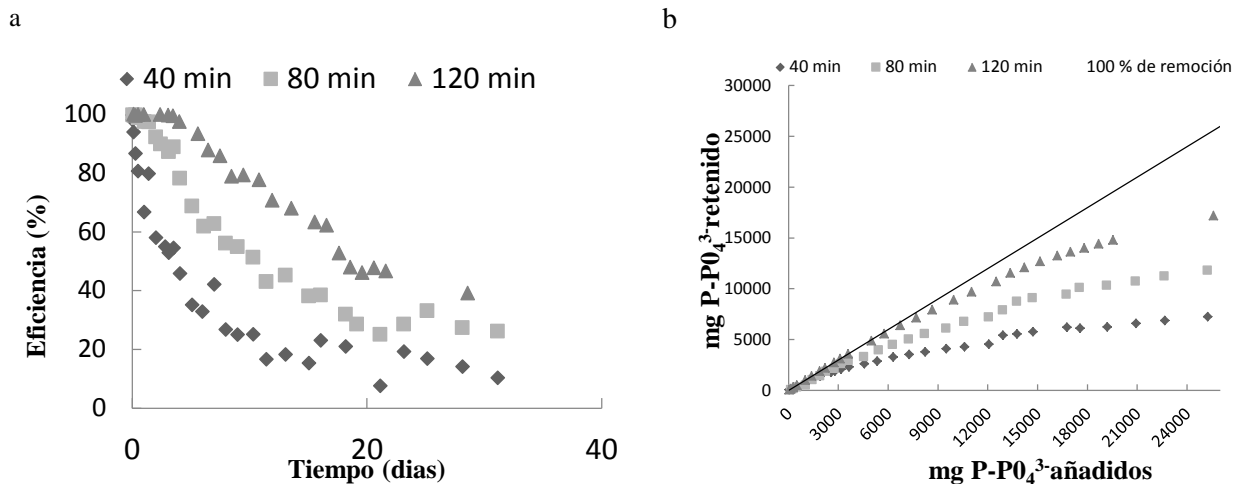 a
40 min 80 min 120 min
100
80
60
40
20
0
0 20 40
Eficiencia (%)
Tiempo (dias)
b
40 min 80 min 120 min 100 % de remoción
30000
25000
20000
15000
10000
5000
0
0 3000 6000 9000 12000 15000 18000 21000 24000
mg P-P0₄³⁻retenido
mg P-P0₄³⁻añadidos